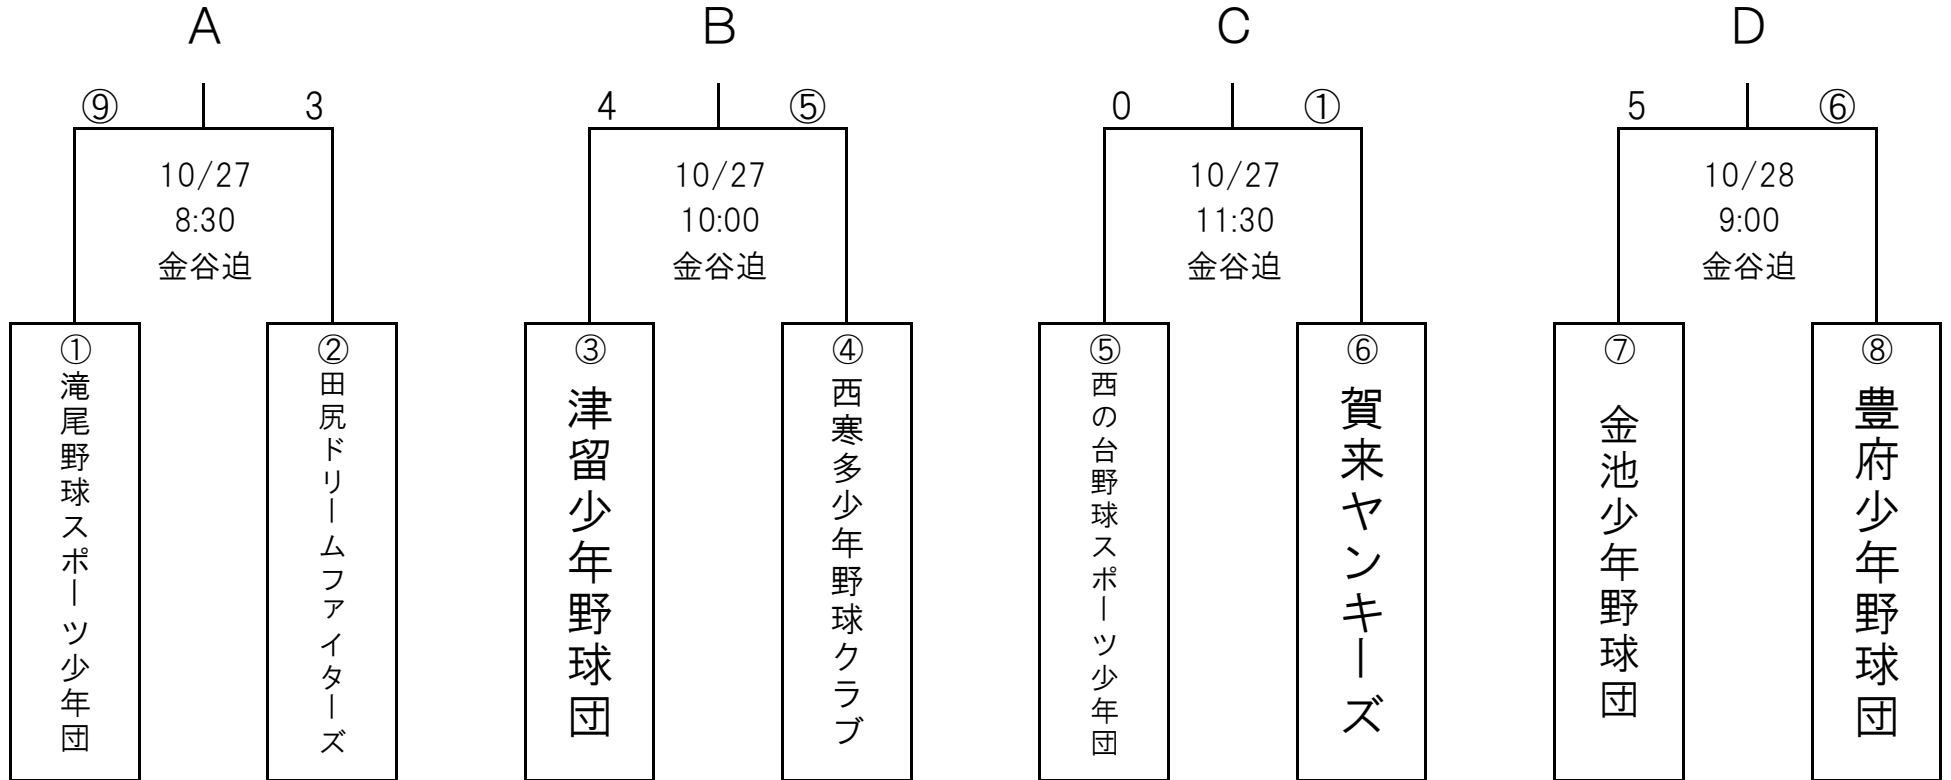 A
B
C
D
⑨
3
4
⑤
0
①
5
⑥
10/27
8:30
金谷迫
10/27
10:00
金谷迫
10/27
11:30
金谷迫
10/28
9:00
金谷迫
①滝尾野球スポーツ少年団
②田尻ドリームファイターズ
③津留少年野球団
④西寒多少年野球クラブ
⑤西の台野球スポーツ少年団
⑥賀来ヤンキーズ
⑦金池少年野球団
⑧豊府少年野球団